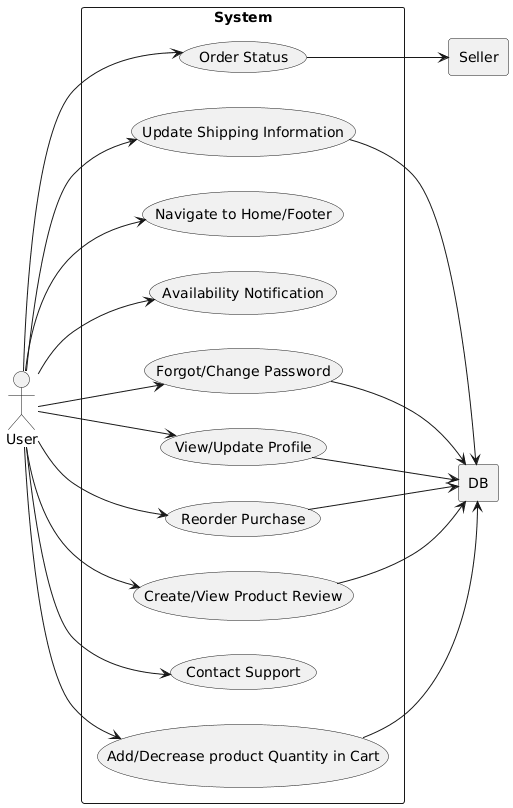 System
Order Status
Seller
Update Shipping Information
Navigate to Home/Footer
Availability Notification
Forgot/Change Password
User
View/Update Profile
DB
Reorder Purchase
Create/View Product Review
Contact Support
Add/Decrease product Quantity in Cart